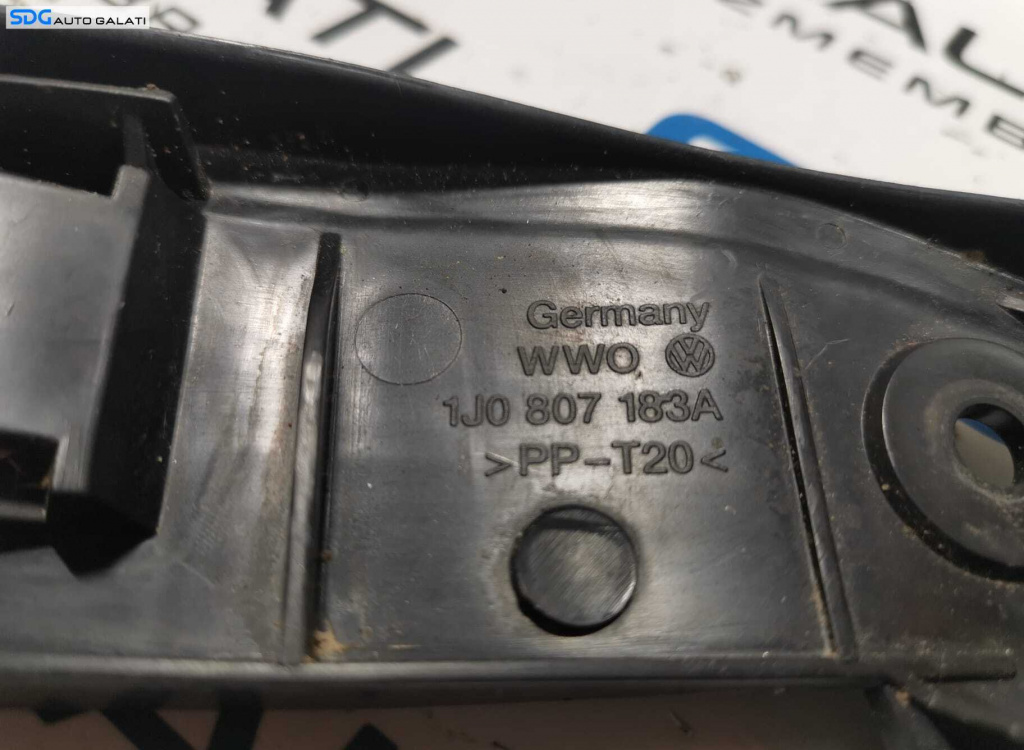 SDG AUTO GALATI
Germany
WWO
1J0 807 183A
>PP-T20<